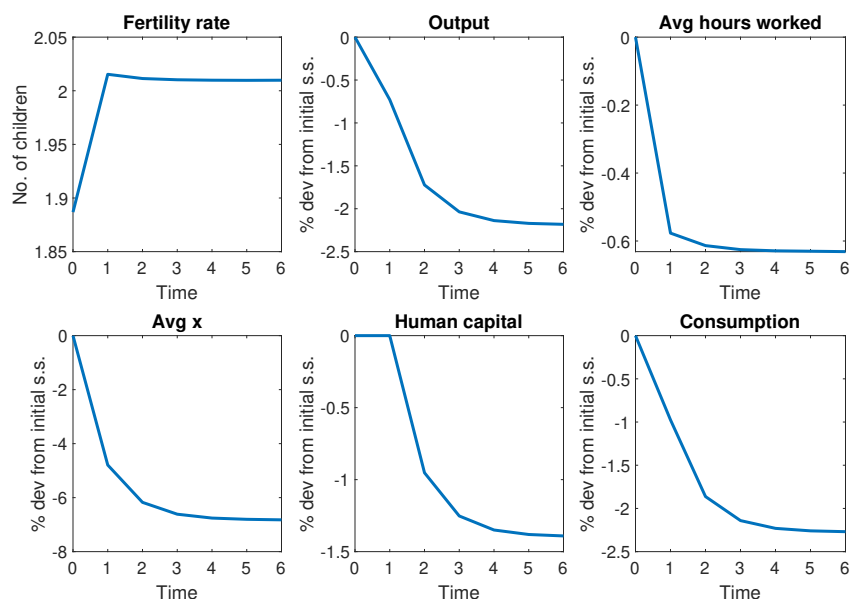 Fertility rate
No. of children
2.05
2
1.95
1.9
1.85
0 1 2 3 4 5 6
Time
Output
% dev from initial s.s.
0
-0.5
-1
-1.5
-2
-2.5
0 1 2 3 4 5 6
Time
Avg hours worked
% dev from initial s.s.
0
-0.2
-0.4
-0.6
0 1 2 3 4 5 6
Time
Avg x
% dev from initial s.s.
0
-2
-4
-6
-8
0 1 2 3 4 5 6
Time
Human capital
% dev from initial s.s.
0
-0.5
-1
-1.5
0 1 2 3 4 5 6
Time
Consumption
% dev from initial s.s.
0
-0.5
-1
-1.5
-2
-2.5
0 1 2 3 4 5 6
Time